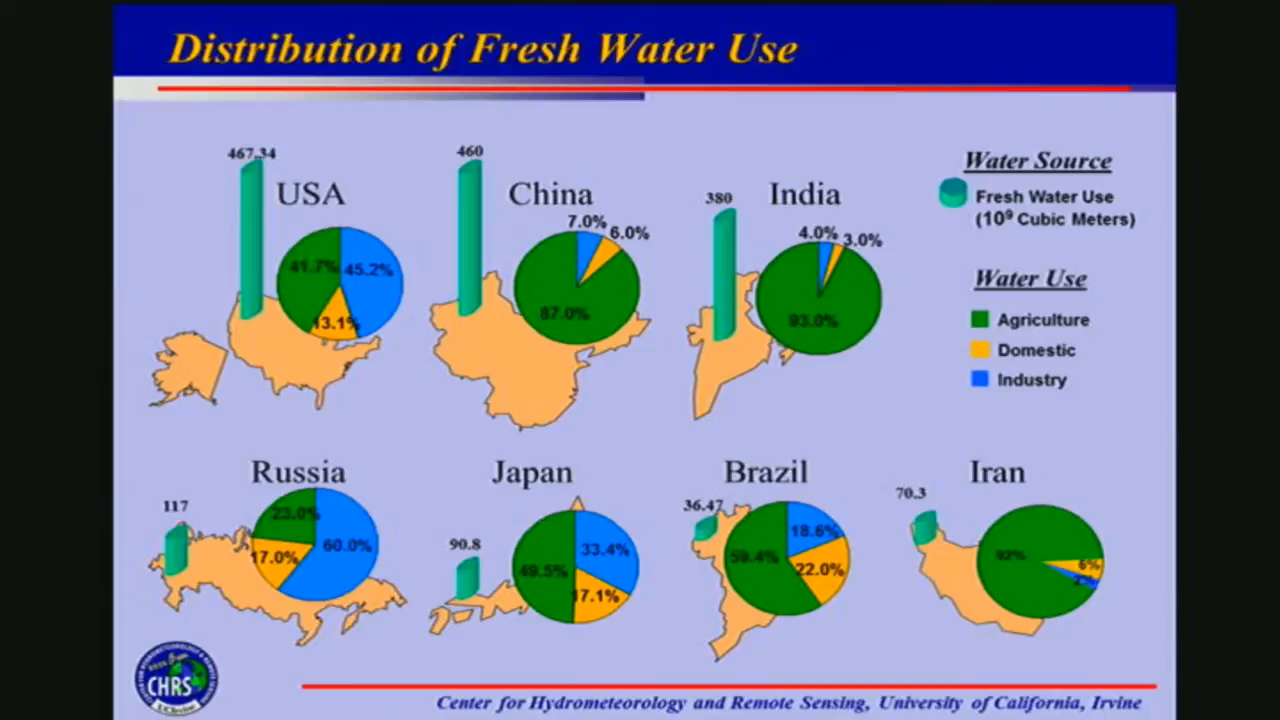 Distribution of Fresh Water Use
467.34
USA
41.7%
45.2%
13.1%
460
China
7.0%
6.0%
87.0%
380
India
4.0%
3.0%
93.0%
Water Source
Fresh Water Use
(10⁹ Cubic Meters)
Water Use
Agriculture
Domestic
Industry
117
Russia
23.0%
60.0%
17.0%
90.8
Japan
33.4%
49.5%
17.1%
36.47
Brazil
18.6%
59.4%
22.0%
70.3
Iran
92%
6%
2%
CHRS
Center for Hydrometeorology and Remote Sensing, University of California, Irvine